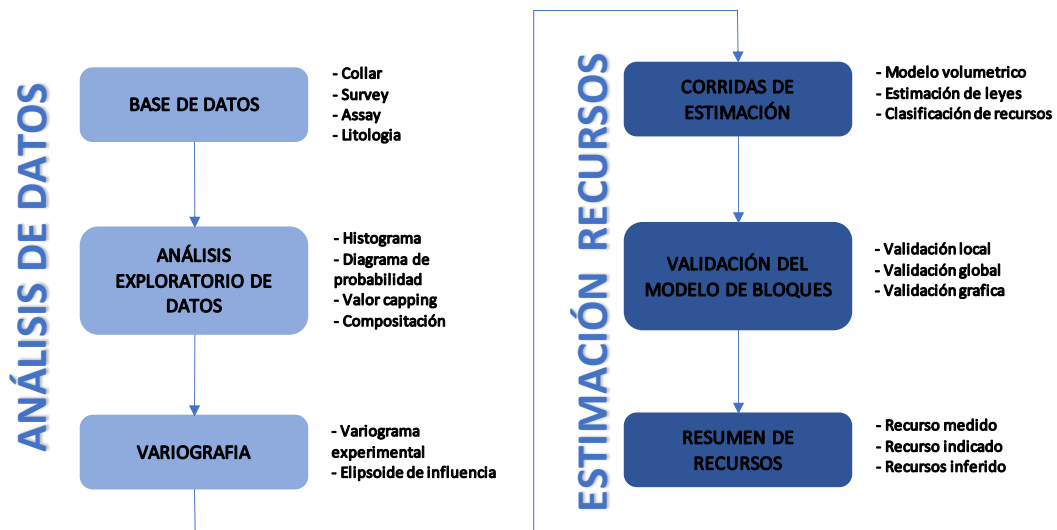 ANÁLISIS DE DATOS
BASE DE DATOS
- Collar
- Survey
- Assay
- Litologia
ANÁLISIS
EXPLORATORIO DE
DATOS
- Histograma
- Diagrama de
probabilidad
- Valor capping
- Compositación
VARIOGRAFIA
- Variograma
experimental
- Elipsoide de influencia
ESTIMACIÓN RECURSOS
CORRIDAS DE
ESTIMACIÓN
- Modelo volumetrico
- Estimación de leyes
- Clasificación de recursos
VALIDACIÓN DEL
MODELO DE BLOQUES
- Validación local
- Validación global
- Validación grafica
RESUMEN DE
RECURSOS
- Recurso medido
- Recurso indicado
- Recursos inferido